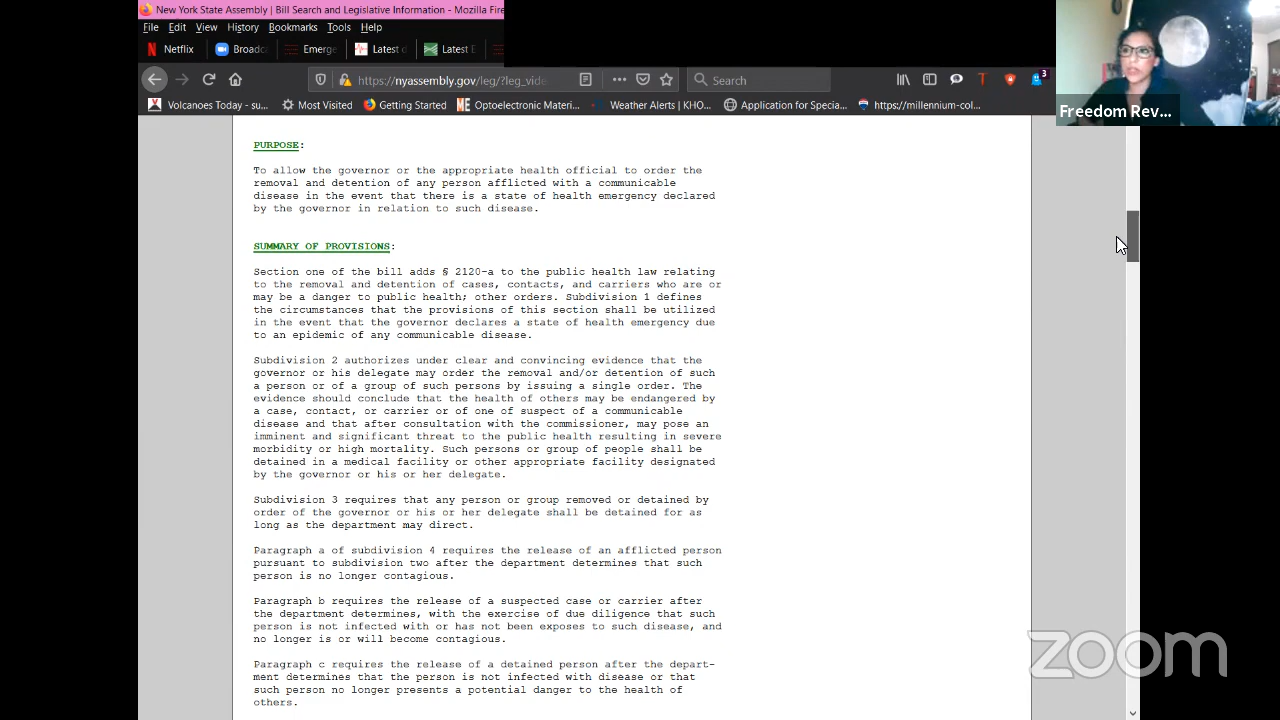 New York State Assembly | Bill Search and Legislative Information - Mozilla Fire
File Edit View History Bookmarks Tools Help
Netflix Broadc Emerge Latest Latest E
https://nyassembly.gov/leg/?leg_vide Search
Volcanoes Today - su... Most Visited Getting Started Optoelectronic Materi... Weather Alerts | KHO... Application for Specia... https://millennium-col...
3
Freedom Rev...
PURPOSE:
To allow the governor or the appropriate health official to order the
removal and detention of any person afflicted with a communicable
disease in the event that there is a state of health emergency declared
by the governor in relation to such disease.
SUMMARY OF PROVISIONS:
Section one of the bill adds § 2120-a to the public health law relating
to the removal and detention of cases, contacts, and carriers who are or
may be a danger to public health; other orders. Subdivision 1 defines
the circumstances that the provisions of this section shall be utilized
in the event that the governor declares a state of health emergency due
to an epidemic of any communicable disease.
Subdivision 2 authorizes under clear and convincing evidence that the
governor or his delegate may order the removal and/or detention of such
a person or of a group of such persons by issuing a single order. The
evidence should conclude that the health of others may be endangered by
a case, contact, or carrier or of one of suspect of a communicable
disease and that after consultation with the commissioner, may pose an
imminent and significant threat to the public health resulting in severe
morbidity or high mortality. Such persons or group of people shall be
detained in a medical facility or other appropriate facility designated
by the governor or his or her delegate.
Subdivision 3 requires that any person or group removed or detained by
order of the governor or his or her delegate shall be detained for as
long as the department may direct.
Paragraph a of subdivision 4 requires the release of an afflicted person
pursuant to subdivision two after the department determines that such
person is no longer contagious.
Paragraph b requires the release of a suspected case or carrier after
the department determines, with the exercise of due diligence that such
person is not infected with or has not been exposes to such disease, and
no longer is or will become contagious.
Paragraph c requires the release of a detained person after the depart-
ment determines that the person is not infected with disease or that
such person no longer presents a potential danger to the health of
others.
zoom